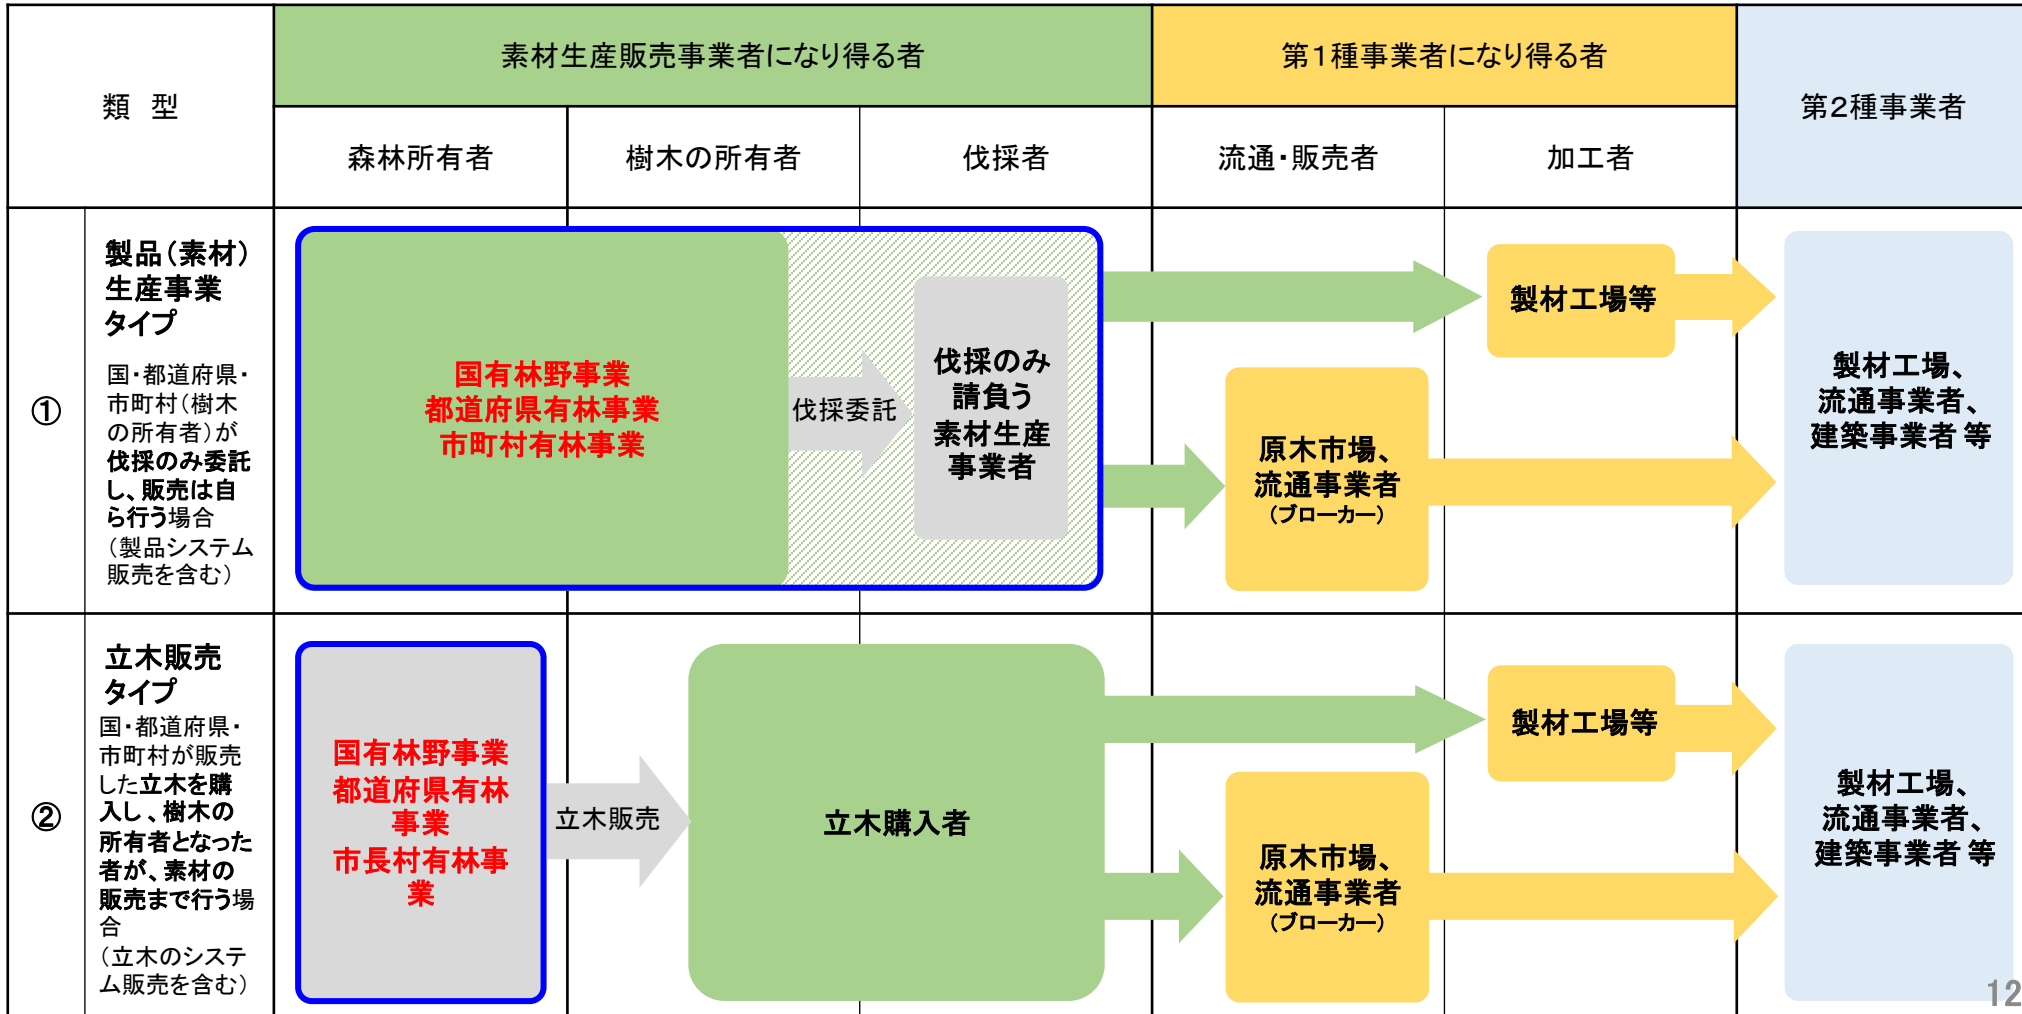 類 型
素材生産販売事業者になり得る者
第1種事業者になり得る者
第2種事業者
森林所有者
樹木の所有者
伐採者
流通・販売者
加工者
①
製品(素材)
生産事業
タイプ
国・都道府県・
市町村(樹木
の所有者)が
伐採のみ委託
し、販売は自
ら行う場合
(製品システム
販売を含む)
国有林野事業
都道府県有林事業
市町村有林事業
伐採委託
伐採のみ
請負う
素材生産
事業者
製材工場等
原木市場、
流通事業者
(ブローカー)
製材工場、
流通事業者、
建築事業者 等
②
立木販売
タイプ
国・都道府県・
市町村が販売
した立木を購
入し、樹木の
所有者となった
者が、素材の
販売まで行う場
合
(立木のシステ
ム販売を含む)
国有林野事業
都道府県有林
事業
市長村有林事
業
立木販売
立木購入者
製材工場等
原木市場、
流通事業者
(ブローカー)
製材工場、
流通事業者、
建築事業者 等
12